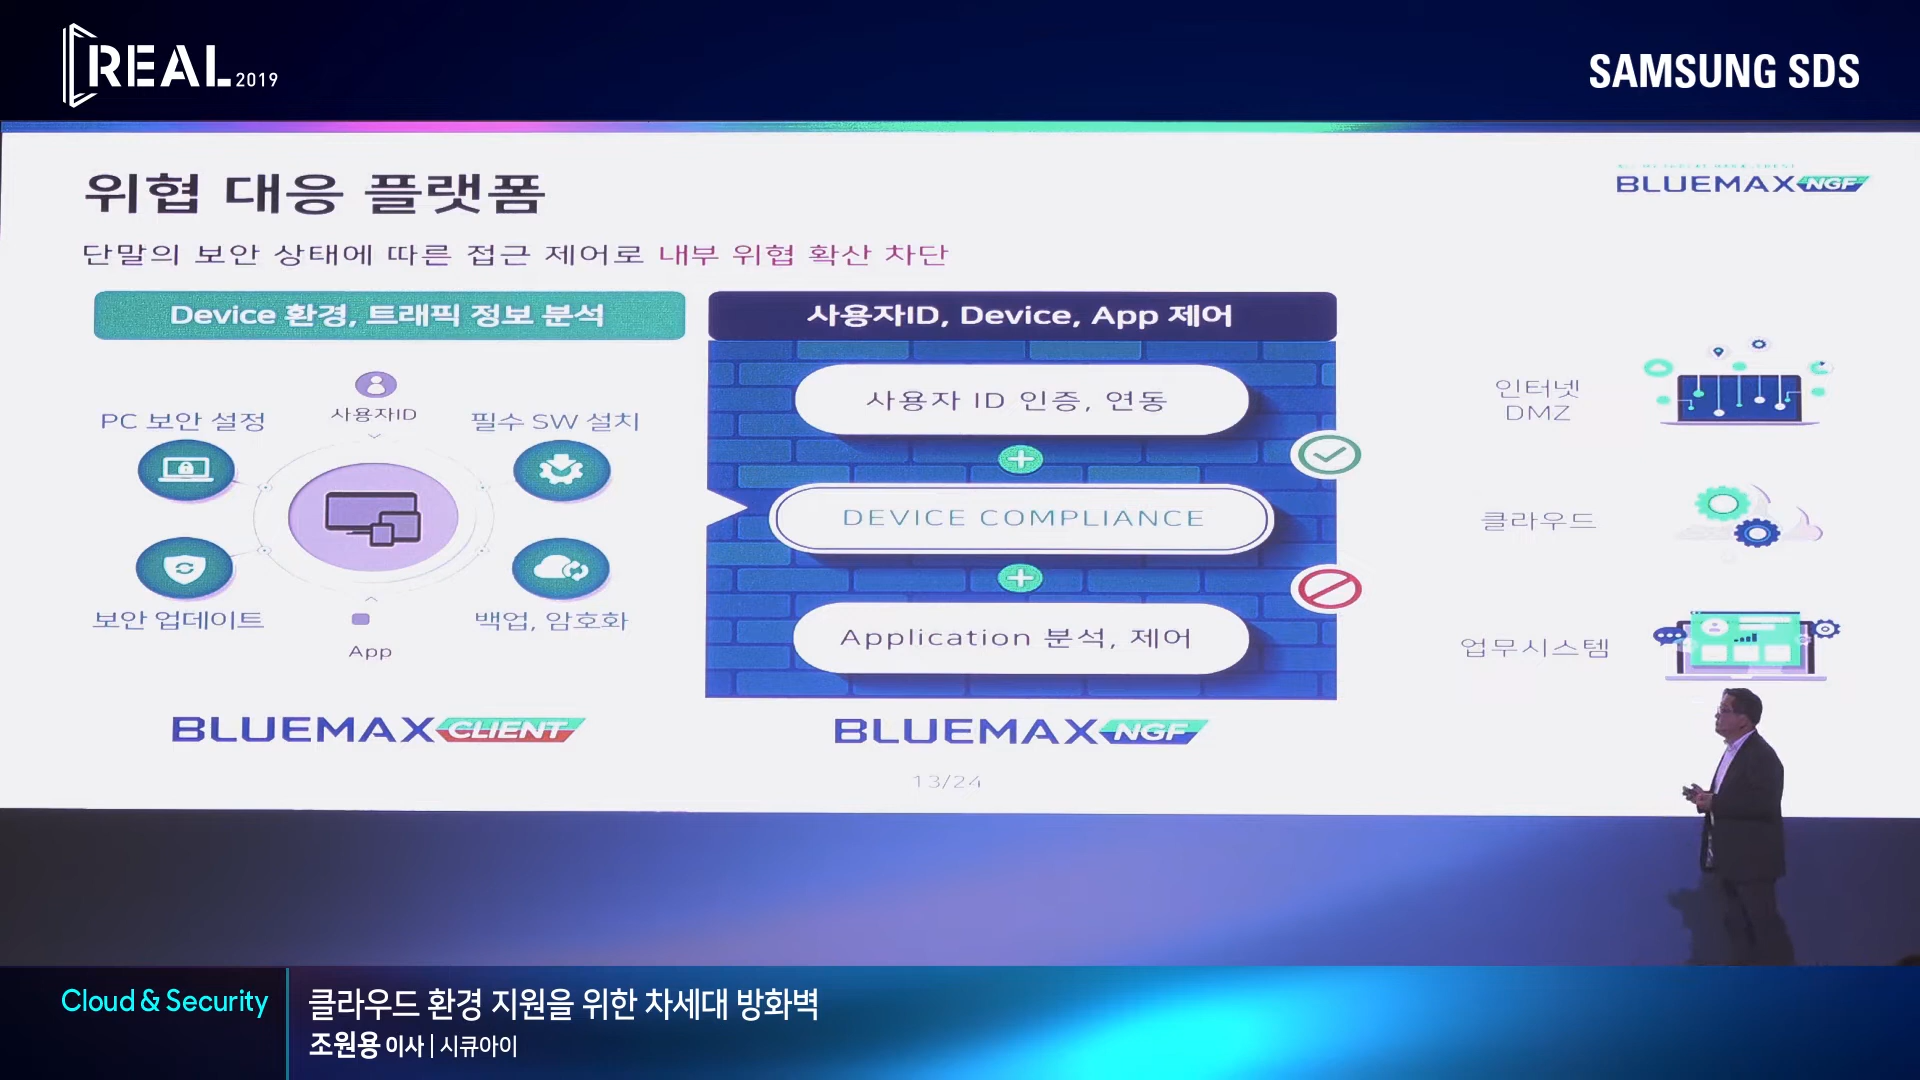 REAL 2019
SAMSUNG SDS
위협 대응 플랫폼
BLUEMAX NGF
단말의 보안 상태에 따른 접근 제어로 내부 위협 확산 차단
Device 환경, 트래픽 정보 분석
사용자ID, Device, App 제어
PC 보안 설정
사용자ID
필수 SW 설치
보안 업데이트
App
백업, 암호화
BLUEMAX CLIENT
사용자 ID 인증, 연동
DEVICE COMPLIANCE
Application 분석, 제어
BLUEMAX NGF
인터넷
DMZ
클라우드
업무시스템
13/24
Cloud & Security
클라우드 환경 지원을 위한 차세대 방화벽
조원용 이사 | 시큐아이